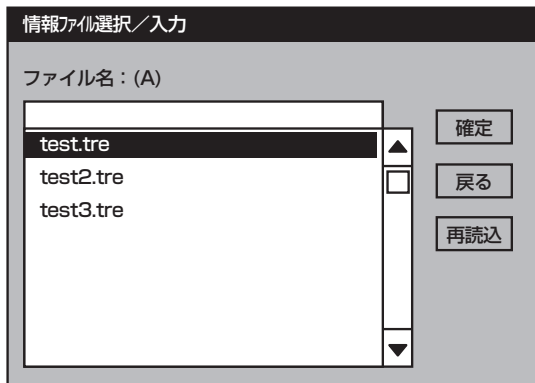 情報ファイル選択／入力
ファイル名：(A)
確定
test.tre
test2.tre
戻る
test3.tre
再読込